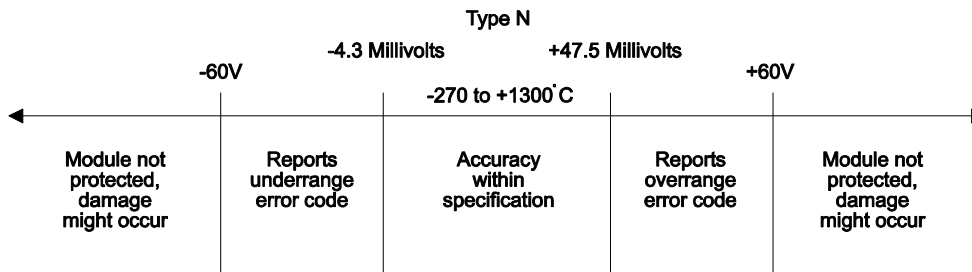 Type N
-4.3 Millivolts +47.5 Millivolts
-60V +60V
-270 to +1300°C
Module not Reports Accuracy Reports Module not
protected, underrange within overrange protected,
damage error code specification error code damage
might occur might occur